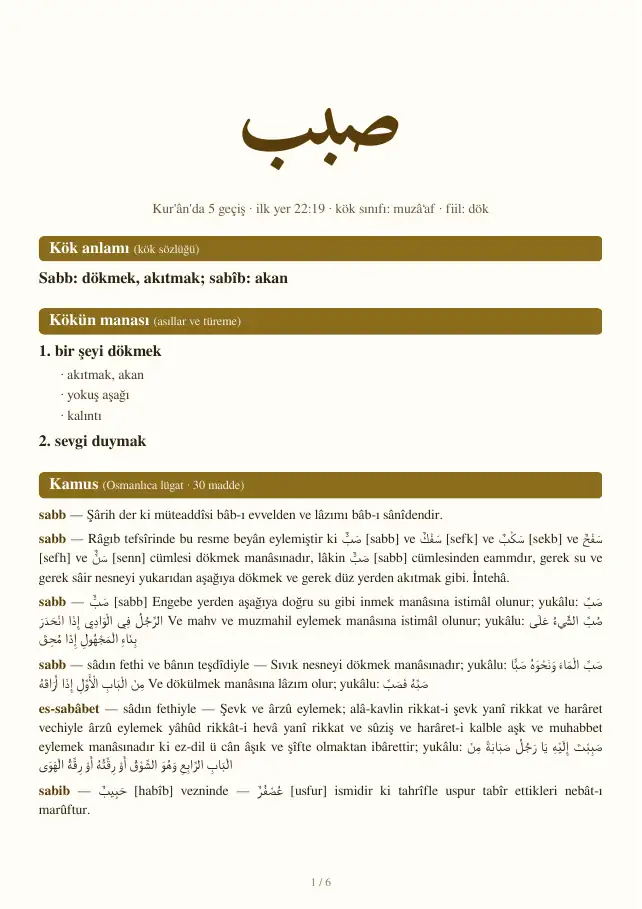 صبب
Kur'ân'da 5 geçiş · ilk yer 22:19 · kök sınıfı: muzâ'af · fiil: dök
Kök anlamı (kök sözlüğü)
Sabb: dökmek, akıtmak; sabîb: akan
Kökün manası (asıllar ve türeme)
1. bir şeyi dökmek
· akıtmak, akan
· yokuş aşağı
· kalıntı
2. sevgi duymak
Kamus (Osmanlıca lügat · 30 madde)
sabb — Şârih der ki müteaddîsi bâb-ı evvelden ve lâzımı bâb-ı sânîdendir.
sabb — Râgıb tefsîrinde bu resme beyân eylemiştir ki صَبٌّ [sabb] ve سَفْكٌ [sefk] ve سَكْبٌ [sekb] ve سَفْحٌ
[sefh] ve سَنٌّ [senn] cümlesi dökmek manâsınadır, lâkin صَبٌّ [sabb] cümlesinden eammdır, gerek su ve
gerek sâir nesneyi yukarıdan aşağıya dökmek ve gerek düz yerden akıtmak gibi. İntehâ.
sabb — صَبٌّ [sabb] Engebe yerden aşağıya doğru su gibi inmek manâsına istimâl olunur; yukâlu: صَبَّ
الرَّجُلُ فِي الْوَادِي إِذَا انْحَدَرَ Ve mahv ve muzmahil eylemek manâsına istimâl olunur; yukâlu: صُبَّ الشَّيْءُ عَلَى
بِنَاءِ الْمَجْهُولِ إِذَا مُحِقَ
sabb — sâdın fethi ve bânın teşdîdiyle — Sıvık nesneyi dökmek manâsınadır; yukâlu: صَبَّ الْمَاءَ وَنَحْوَهُ صَبًّا
مِنَ الْبَابِ الْأَوَّلِ إِذَا أَرَاقَهُ Ve dökülmek manâsına lâzım olur; yukâlu: صَبَّهُ فَصَبَّ
es-sabâbet — sâdın fethiyle — Şevk ve ârzû eylemek; alâ-kavlin rikkat-i şevk yanî rikkat ve harâret
vechiyle ârzû eylemek yâhûd rikkât-i hevâ yanî rikkat ve sûziş ve harâret-i kalble aşk ve muhabbet
eylemek manâsınadır ki ez-dil ü cân âşık ve şîfte olmaktan ibârettir; yukâlu: صَبِبْتَ إِلَيْهِ يَا رَجُلُ صَبَابَةً مِنَ
الْبَابِ الرَّابِعِ وَهُوَ الشَّوْقُ أَوْ رِقَّتُهُ أَوْ رِقَّةُ الْهَوَى
sabib — حَبِيبٌ [habîb] vezninde — عُصْفُرٌ [usfur] ismidir ki tahrîfle uspur tabîr ettikleri nebât-ı
marûftur.
1 / 6